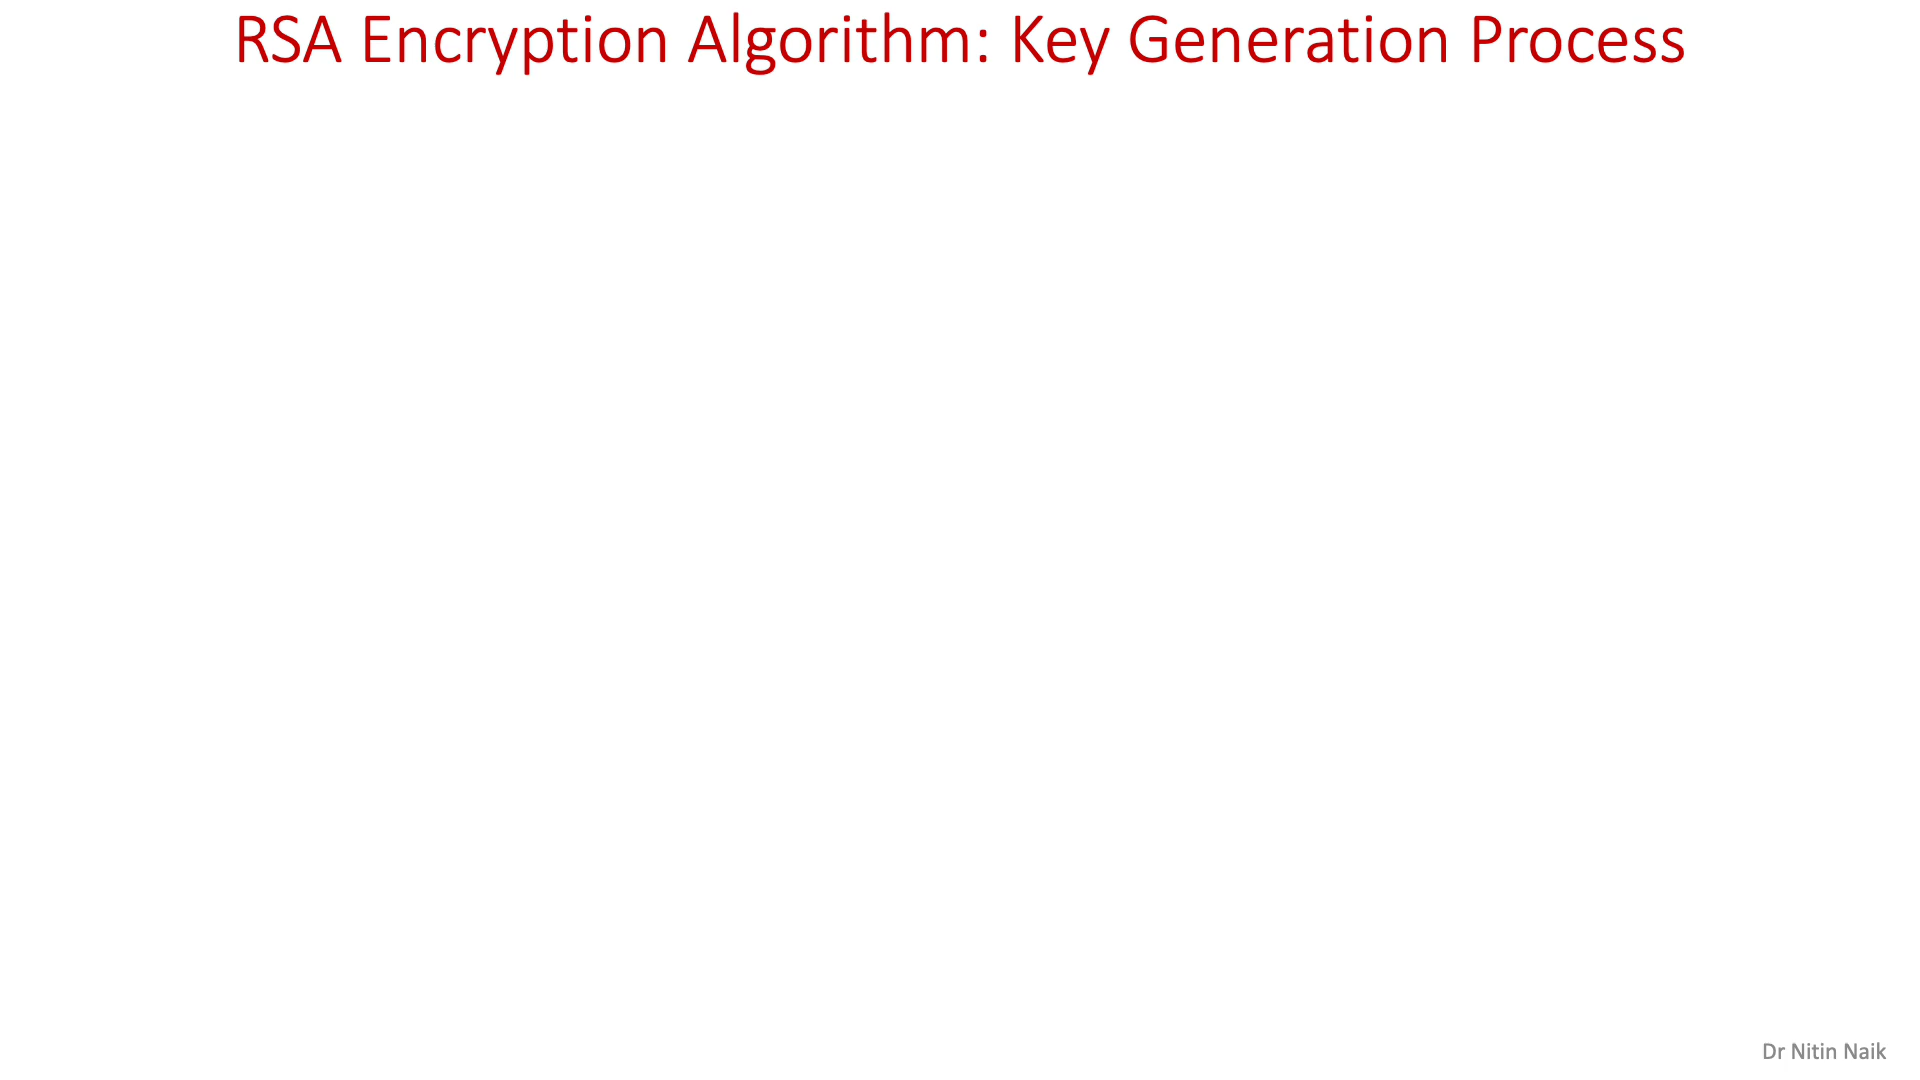 RSA Encryption Algorithm: Key Generation Process
Dr Nitin Naik